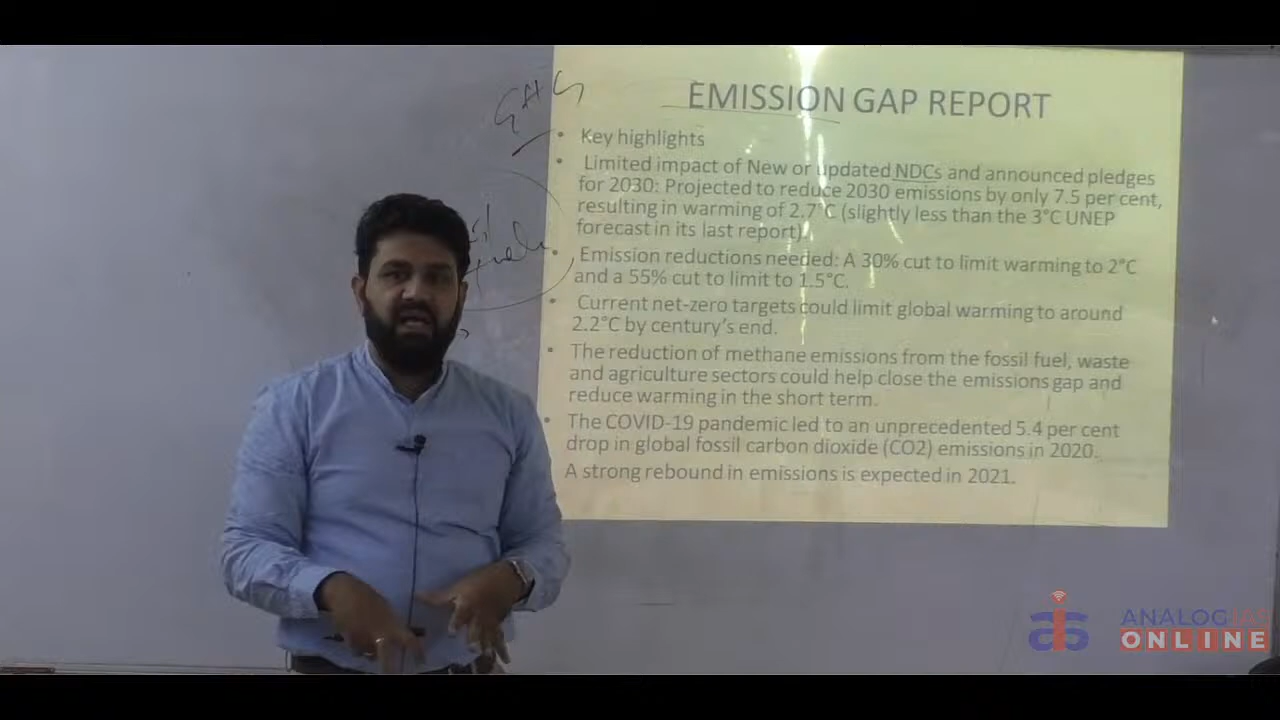 GHG
EMISSION GAP REPORT
• Key highlights
• Limited impact of New or updated NDCs and announced pledges
for 2030: Projected to reduce 2030 emissions by only 7.5 per cent,
resulting in warming of 2.7°C (slightly less than the 3°C UNEP
forecast in its last report).
• Emission reductions needed: A 30% cut to limit warming to 2°C
and a 55% cut to limit to 1.5°C.
• Current net-zero targets could limit global warming to around
2.2°C by century's end.
• The reduction of methane emissions from the fossil fuel, waste
and agriculture sectors could help close the emissions gap and
reduce warming in the short term.
• The COVID-19 pandemic led to an unprecedented 5.4 per cent
drop in global fossil carbon dioxide (CO2) emissions in 2020.
A strong rebound in emissions is expected in 2021.
ANALOG IAS
ONLINE